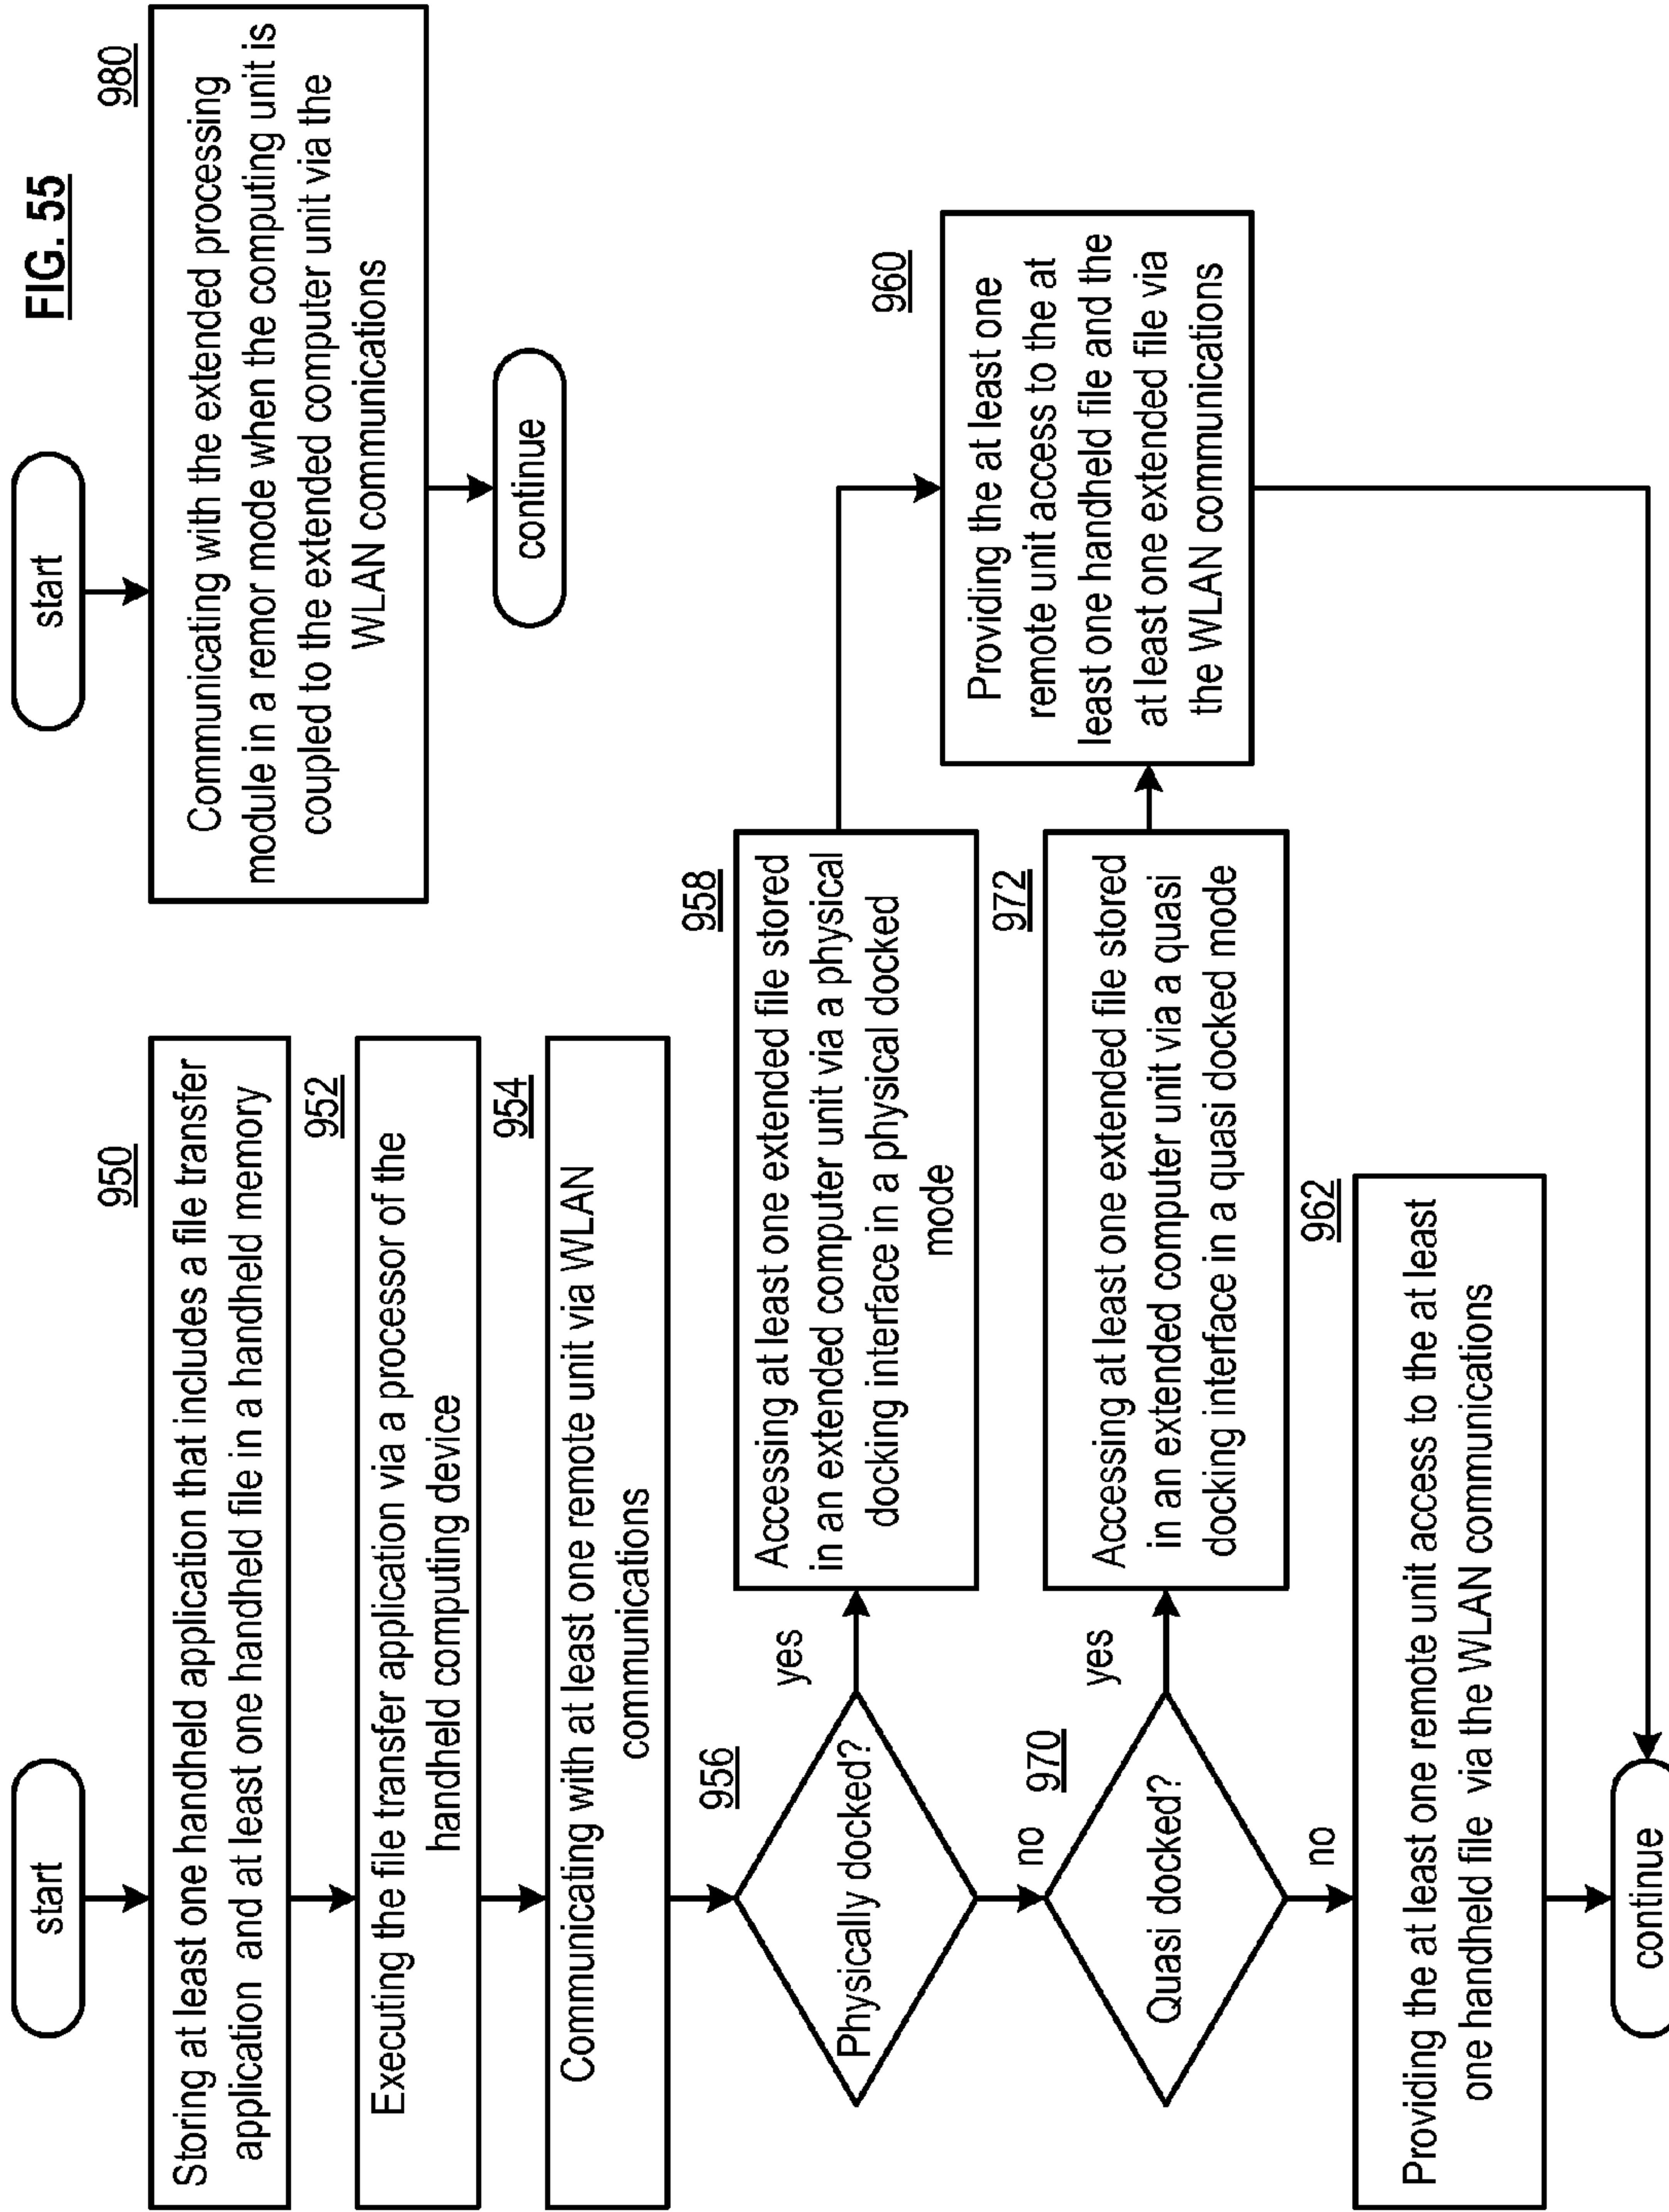 FIG. 55
start
950
Storing at least one handheld application that includes a file transfer
application and at least one handheld file in a handheld memory
952
Executing the file transfer application via a processor of the
handheld computing device
954
Communicating with at least one remote unit via WLAN
communications
956
Physically docked?
yes
no
958
Accessing at least one extended file stored
in an extended computer unit via a physical
docking interface in a physical docked
mode
970
Quasi docked?
yes
no
972
Accessing at least one extended file stored
in an extended computer unit via a quasi
docking interface in a quasi docked mode
960
Providing the at least one
remote unit access to the at
least one handheld file and the
at least one extended file via
the WLAN communications
962
Providing the at least one remote unit access to the at least
one handheld file via the WLAN communications
continue
start
980
Communicating with the extended processing
module in a remor mode when the computing unit is
coupled to the extended computer unit via the
WLAN communications
continue